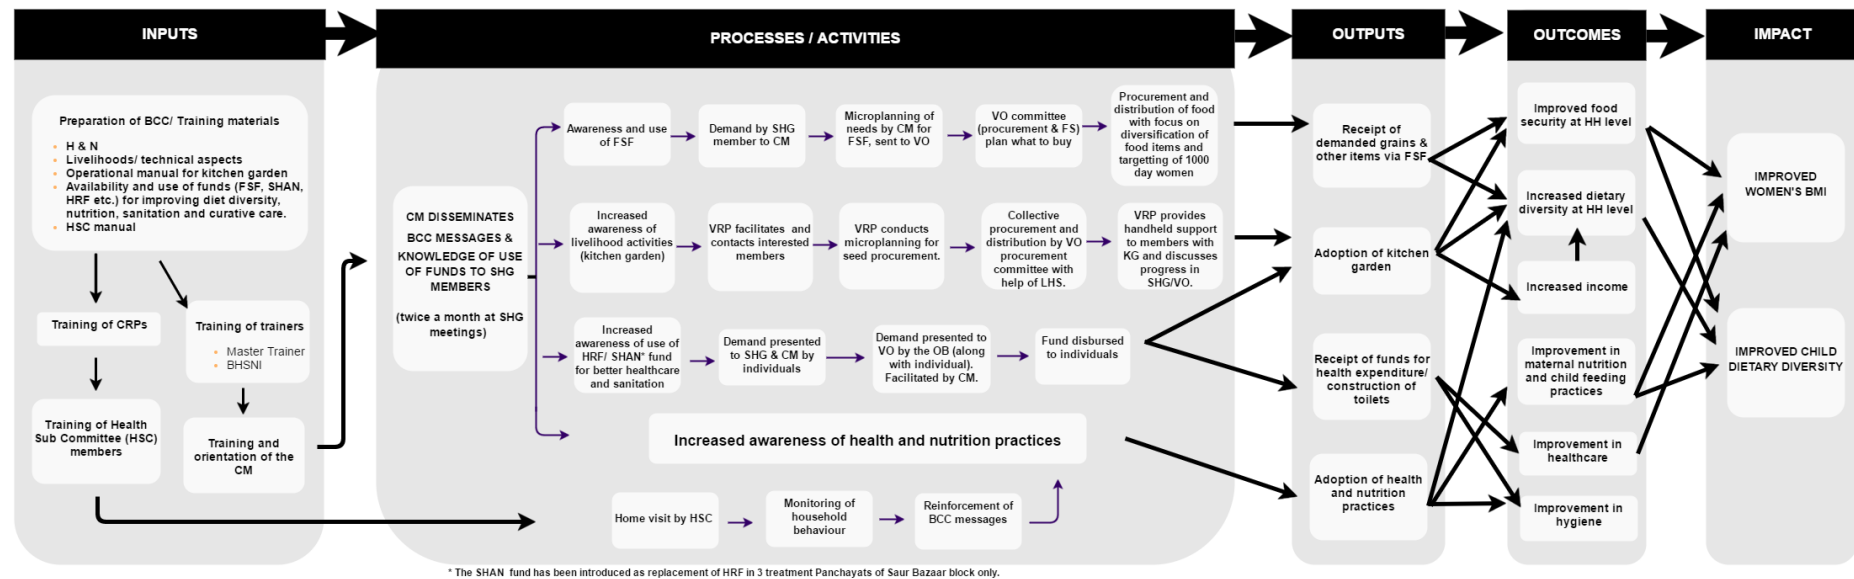 INPUTS
PROCESSES / ACTIVITIES
OUTPUTS
OUTCOMES
IMPACT
Preparation of BCC/ Training materials
H & N
Livelihoods/ technical aspects
Operational manual for kitchen garden
Availability and use of funds (FSF, SHAN,
HRF etc.) for improving diet diversity,
nutrition, sanitation and curative care.
HSC manual
Training of CRPs
Training of trainers
Master Trainer
BHSNI
Training of Health
Sub Committee (HSC)
members
Training and
orientation of the
CM
CM DISSEMINATES
BCC MESSAGES &
KNOWLEDGE OF USE
OF FUNDS TO SHG
MEMBERS
(twice a month at SHG
meetings)
Awareness and use
of FSF
Demand by SHG
member to CM
Microplanning of
needs by CM for
FSF, sent to VO
VO committee
(procurement & FS)
plan what to buy
Procurement and
distribution of food
with focus on
diversification of
food items and
targetting of 1000
day women
Increased
awareness of
livelihood activities
(kitchen garden)
VRP facilitates and
contacts interested
members
VRP conducts
microplanning for
seed procurement.
Collective
procurement and
distribution by VO
procurement
committee with
help of LHS.
VRP provides
handheld support
to members with
KG and discusses
progress in
SHG/VO.
Increased
awareness of use of
HRF/ SHAN* fund
for better healthcare
and sanitation
Demand presented
to SHG & CM by
individuals
Demand presented to
VO by the OB (along
with individual).
Facilitated by CM.
Fund disbursed
to individuals
Increased awareness of health and nutrition practices
Home visit by HSC
Monitoring of
household
behaviour
Reinforcement of
BCC messages
Receipt of
demanded grains &
other items via FSF
Adoption of kitchen
garden
Receipt of funds for
health expenditure/
construction of
toilets
Adoption of health
and nutrition
practices
Improved food
security at HH level
Increased dietary
diversity at HH level
Increased income
Improvement in
maternal nutrition
and child feeding
practices
Improvement in
healthcare
Improvement in
hygiene
IMPROVED
WOMEN'S BMI
IMPROVED CHILD
DIETARY DIVERSITY
* The SHAN fund has been introduced as replacement of HRF in 3 treatment Panchayats of Saur Bazaar block only.